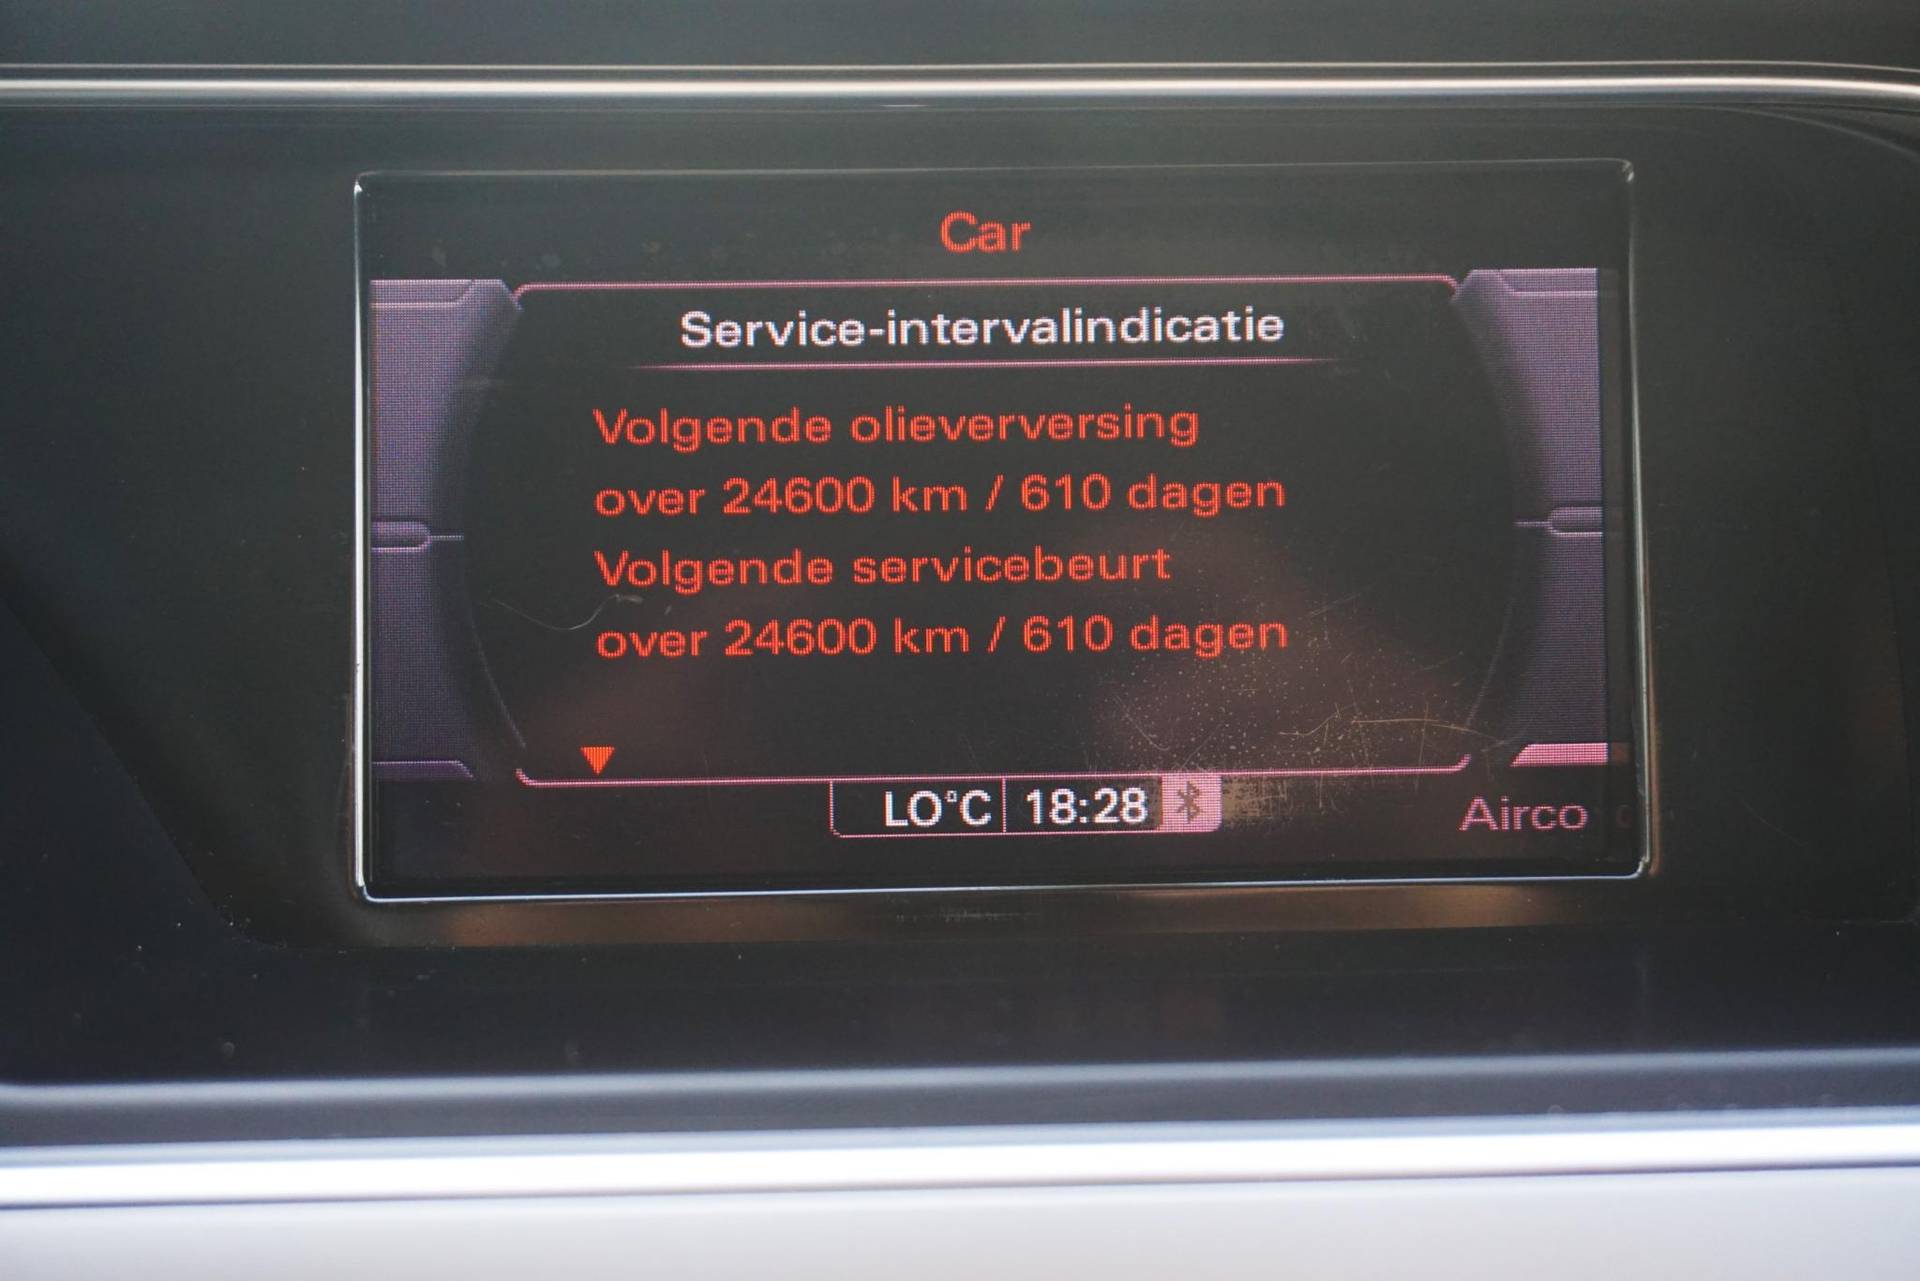 Car
Service-intervalindicatie
Volgende olieverversing
over 24600 km / 610 dagen
Volgende servicebeurt
over 24600 km / 610 dagen
LO°C 18:28
Airco